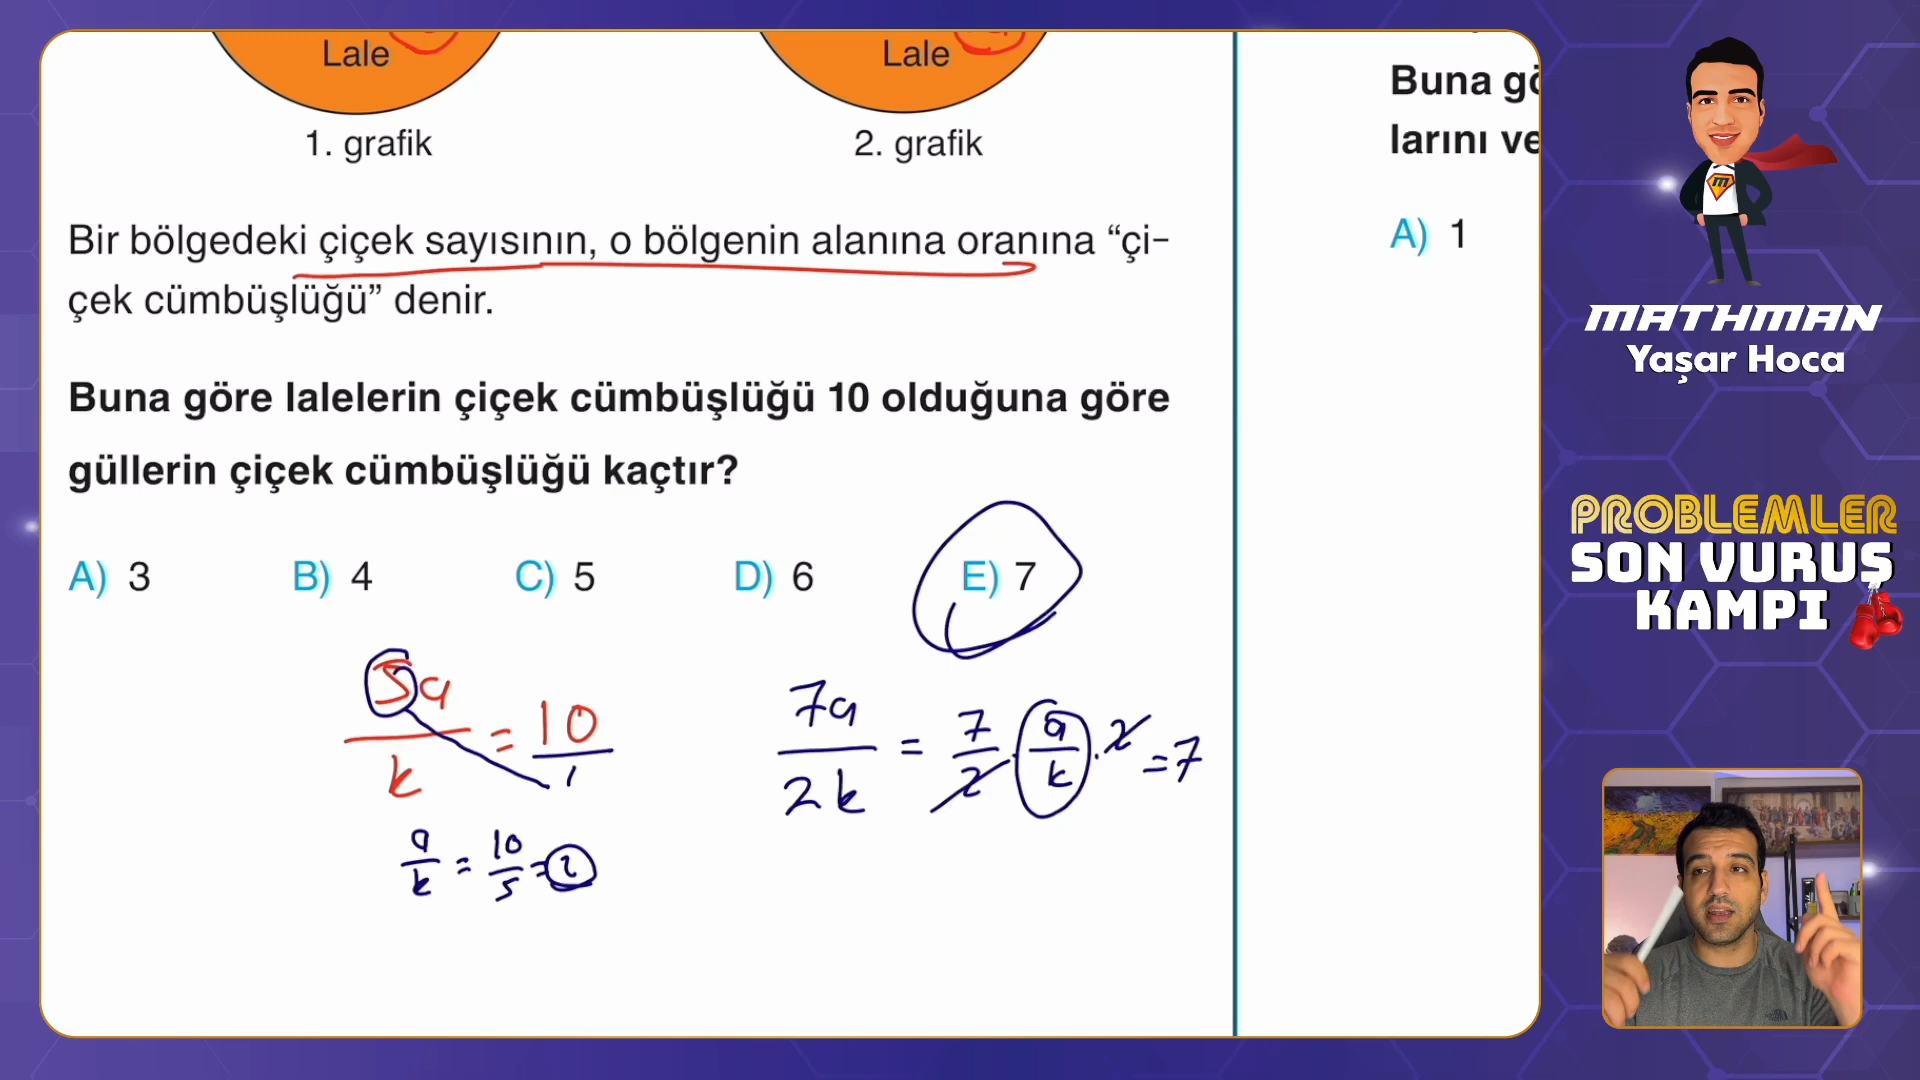 Lale
Lale
1. grafik
2. grafik
Bir bölgedeki çiçek sayısının, o bölgenin alanına oranına “çi-
çek cümbüşlüğü” denir.
Buna göre lalelerin çiçek cümbüşlüğü 10 olduğuna göre
güllerin çiçek cümbüşlüğü kaçtır?
A) 3
B) 4
C) 5
D) 6
E) 7
5a/k = 10/1
a/k = 10/5 = 2
7a/2k = 7/2 · a/k · 2 = 7
Buna gö
larını ve
A) 1
m
MATHMAN
Yaşar Hoca
PROBLEMLER
SON VURUŞ
KAMPI